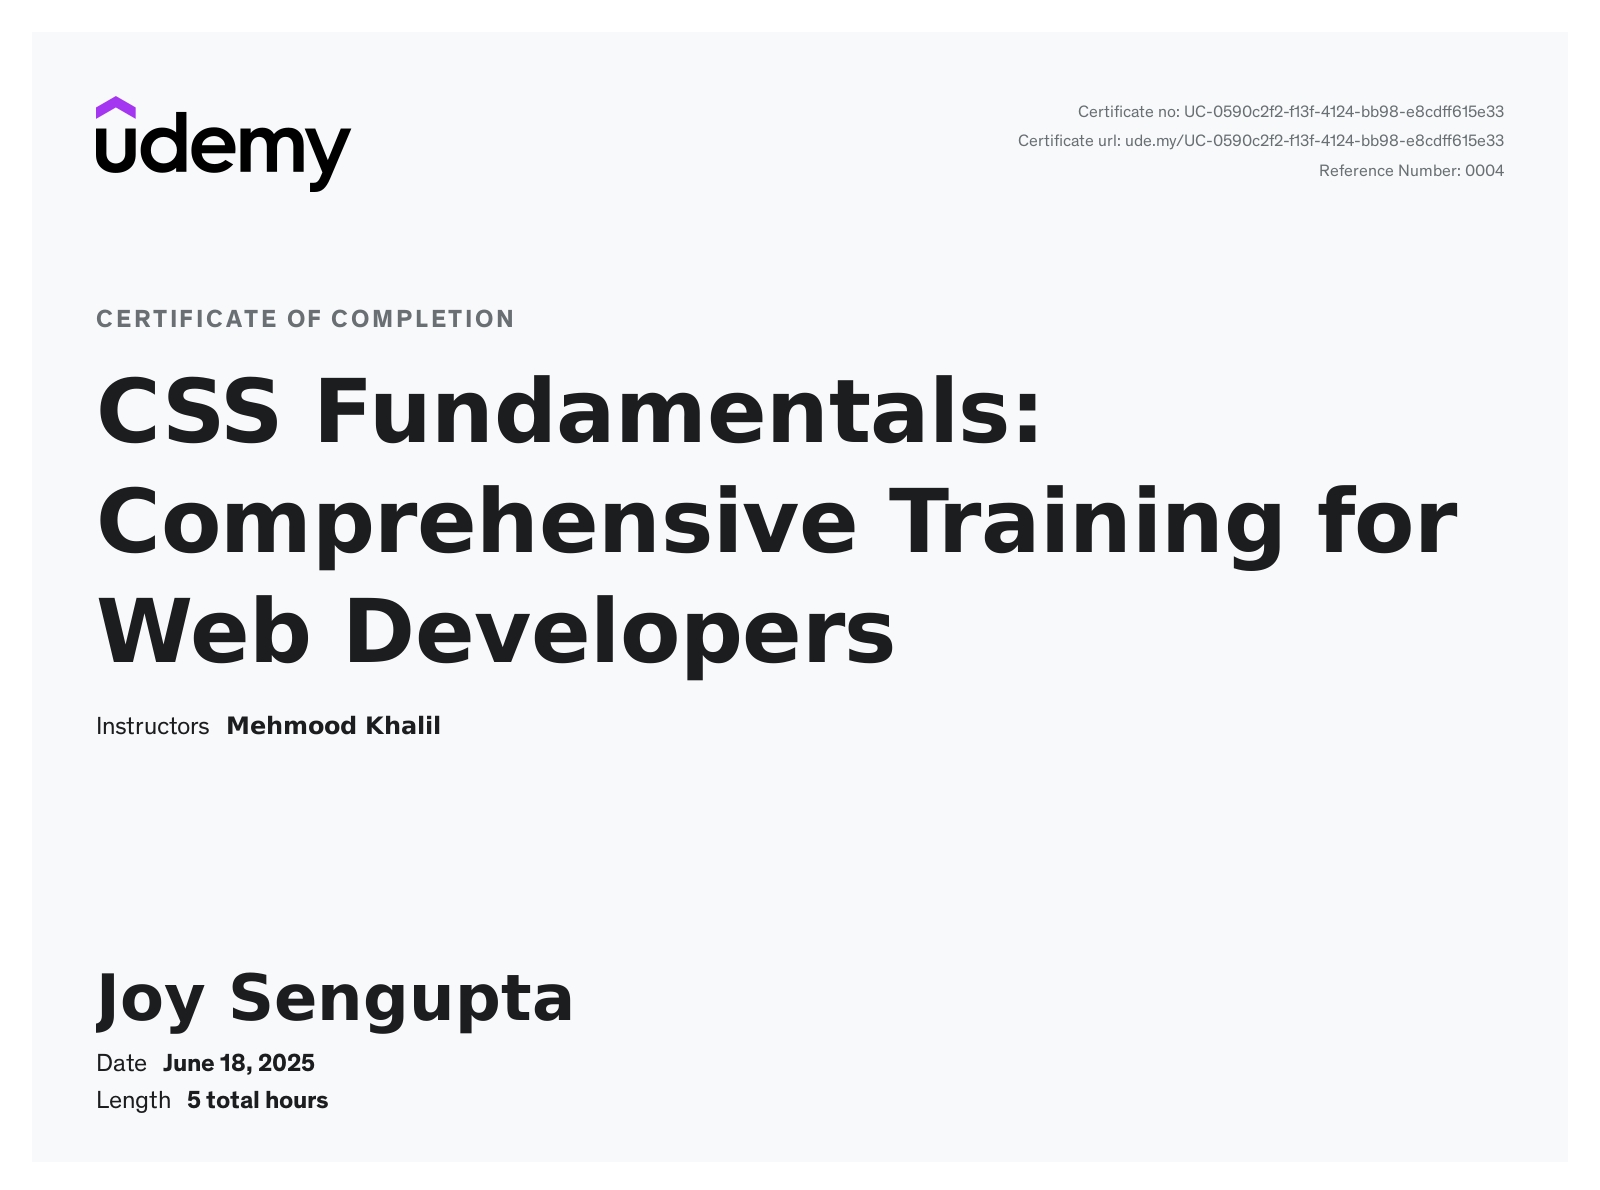 udemy
Certificate no: UC-0590c2f2-f13f-4124-bb98-e8cdff615e33
Certificate url: ude.my/UC-0590c2f2-f13f-4124-bb98-e8cdff615e33
Reference Number: 0004
CERTIFICATE OF COMPLETION
CSS Fundamentals:
Comprehensive Training for
Web Developers
Instructors Mehmood Khalil
Joy Sengupta
Date June 18, 2025
Length 5 total hours